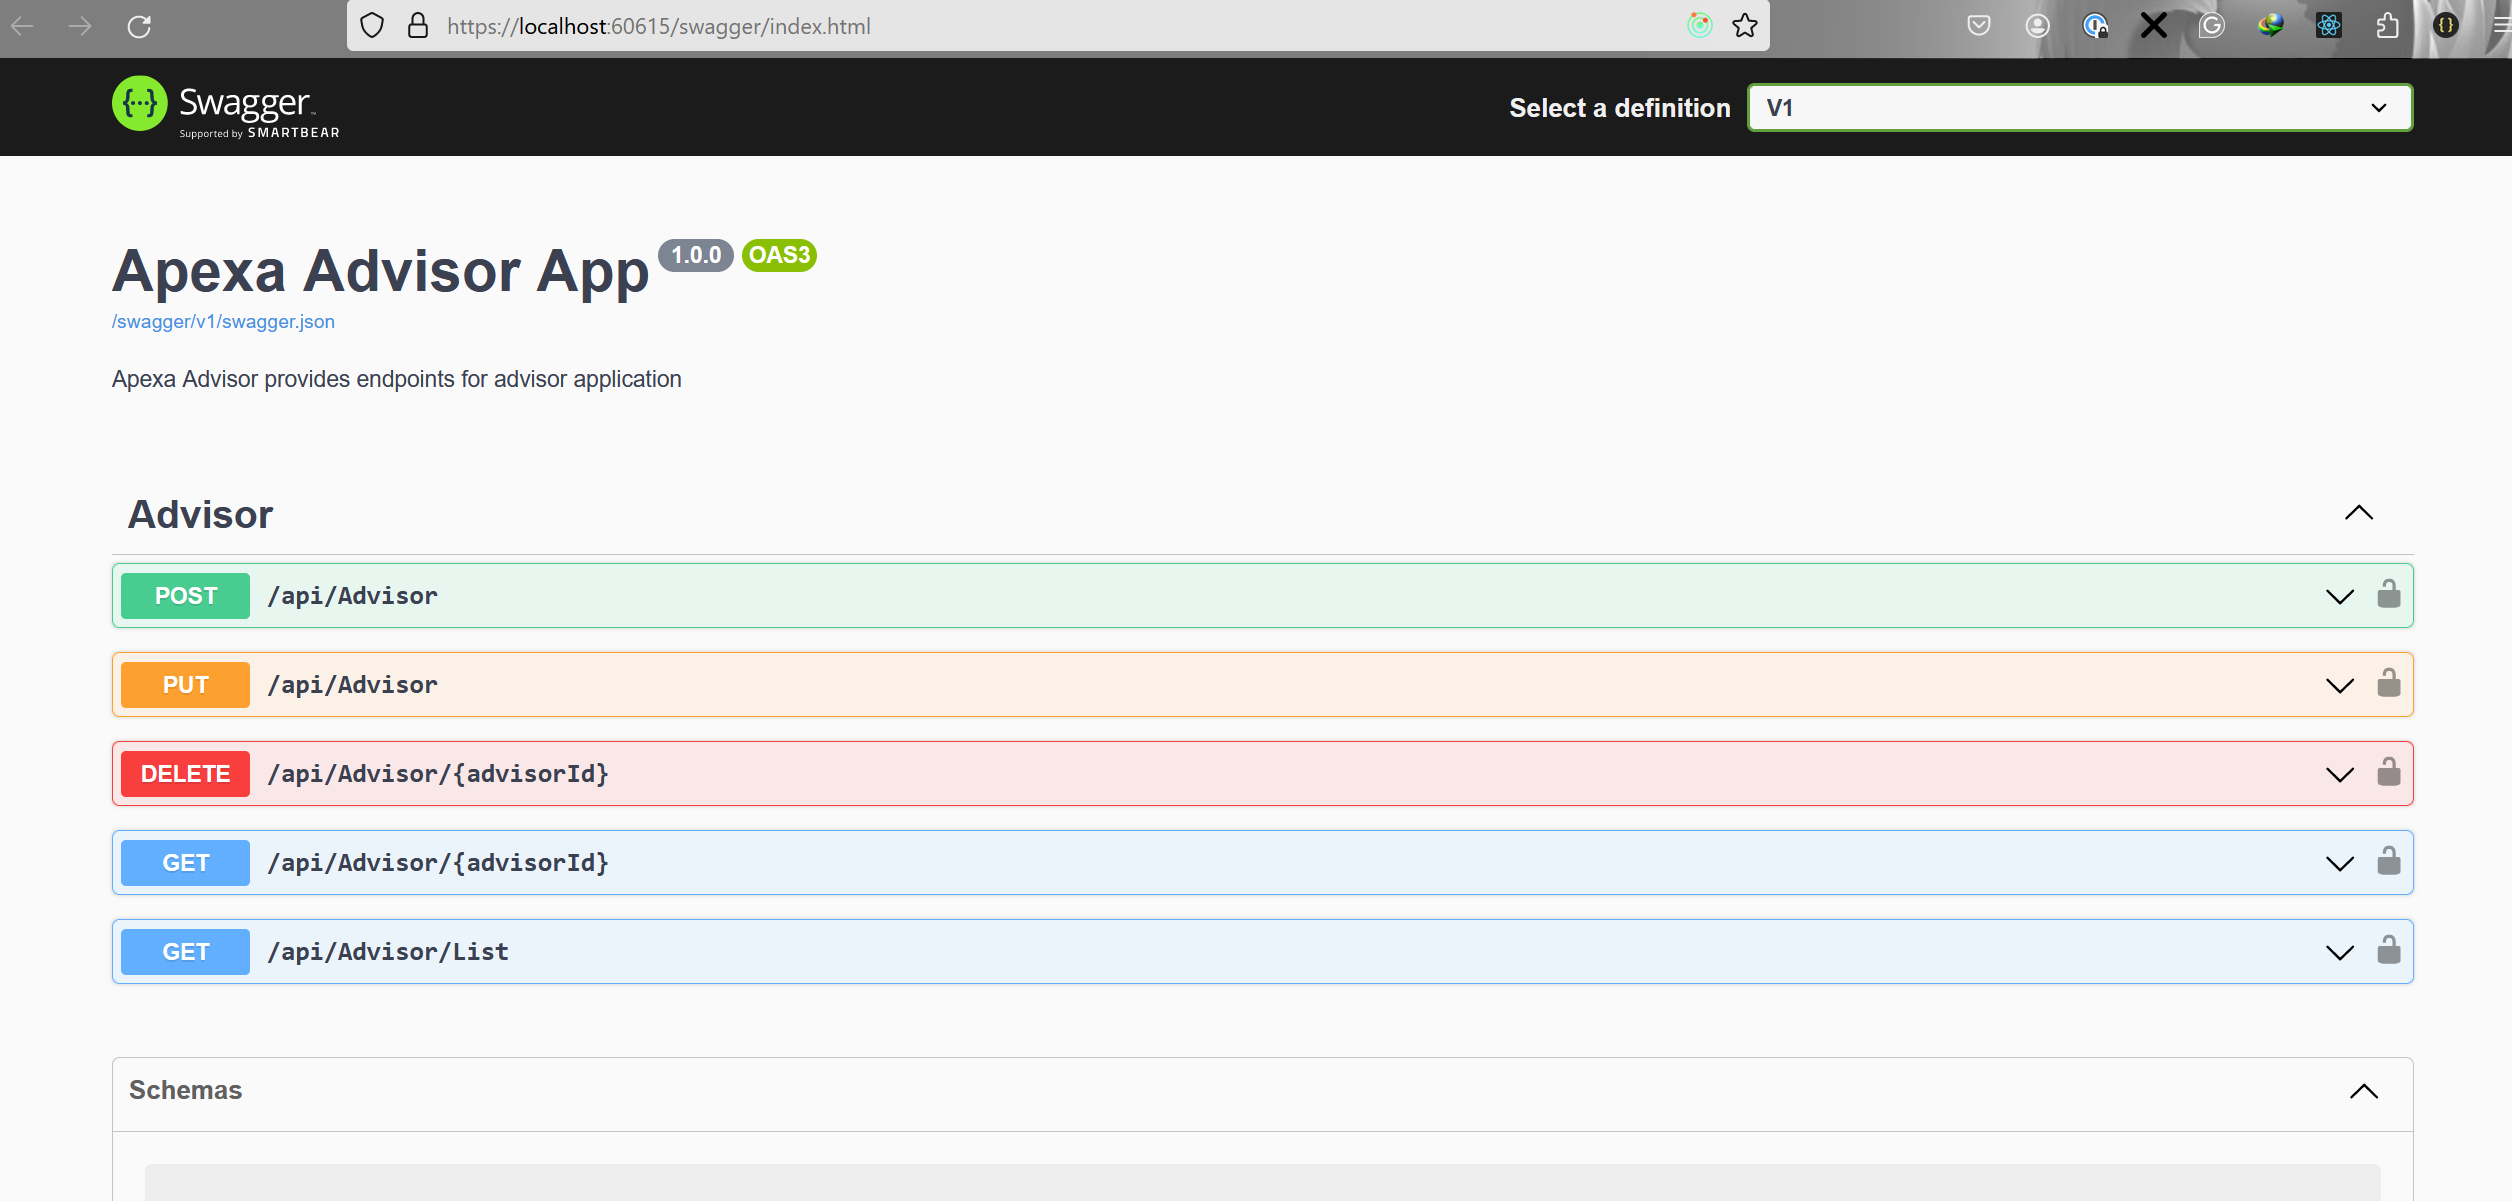 https://localhost:60615/swagger/index.html
Swagger
Supported by SMARTBEAR
Select a definition
V1
Apexa Advisor App 1.0.0 OAS3
/swagger/v1/swagger.json
Apexa Advisor provides endpoints for advisor application
Advisor
POST /api/Advisor
PUT /api/Advisor
DELETE /api/Advisor/{advisorId}
GET /api/Advisor/{advisorId}
GET /api/Advisor/List
Schemas